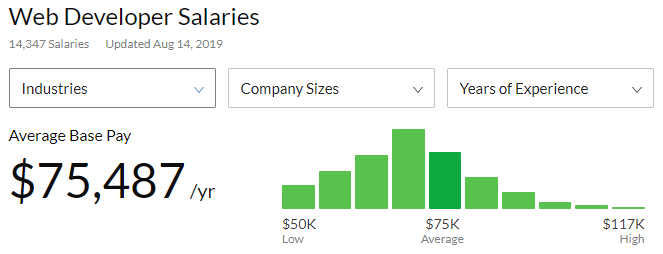 Web Developer Salaries
14,347 Salaries Updated Aug 14, 2019
Industries
Company Sizes
Years of Experience
Average Base Pay
$75,487 /yr
$50K $75K $117K
Low Average High